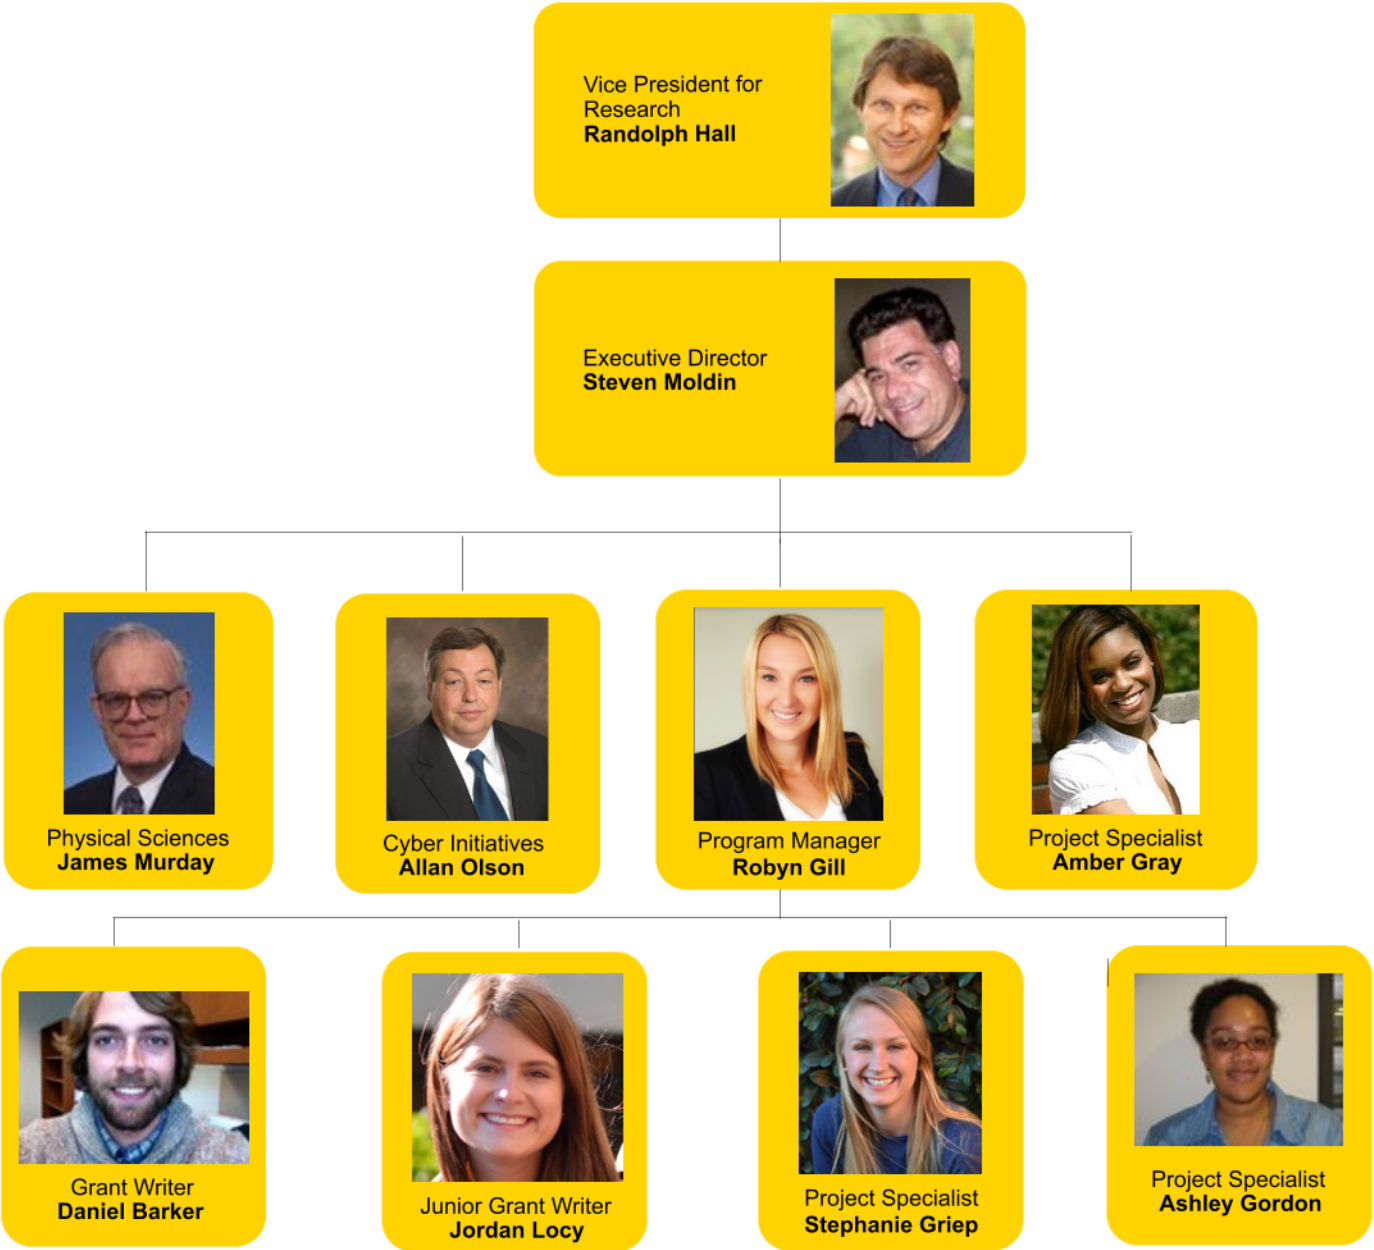 Vice President for
Research
Randolph Hall
Executive Director
Steven Moldin
Physical Sciences
James Murday
Cyber Initiatives
Allan Olson
Program Manager
Robyn Gill
Project Specialist
Amber Gray
Grant Writer
Daniel Barker
Junior Grant Writer
Jordan Locy
Project Specialist
Stephanie Griep
Project Specialist
Ashley Gordon